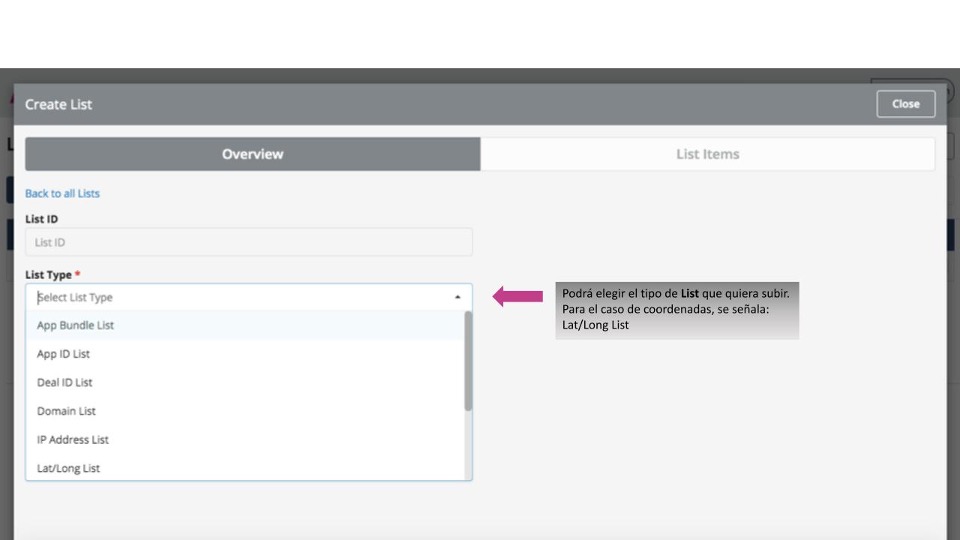 Create List
Close
Overview
List Items
Back to all Lists
List ID
List ID
List Type *
Select List Type
App Bundle List
App ID List
Deal ID List
Domain List
IP Address List
Lat/Long List
Podrá elegir el tipo de List que quiera subir.
Para el caso de coordenadas, se señala:
Lat/Long List